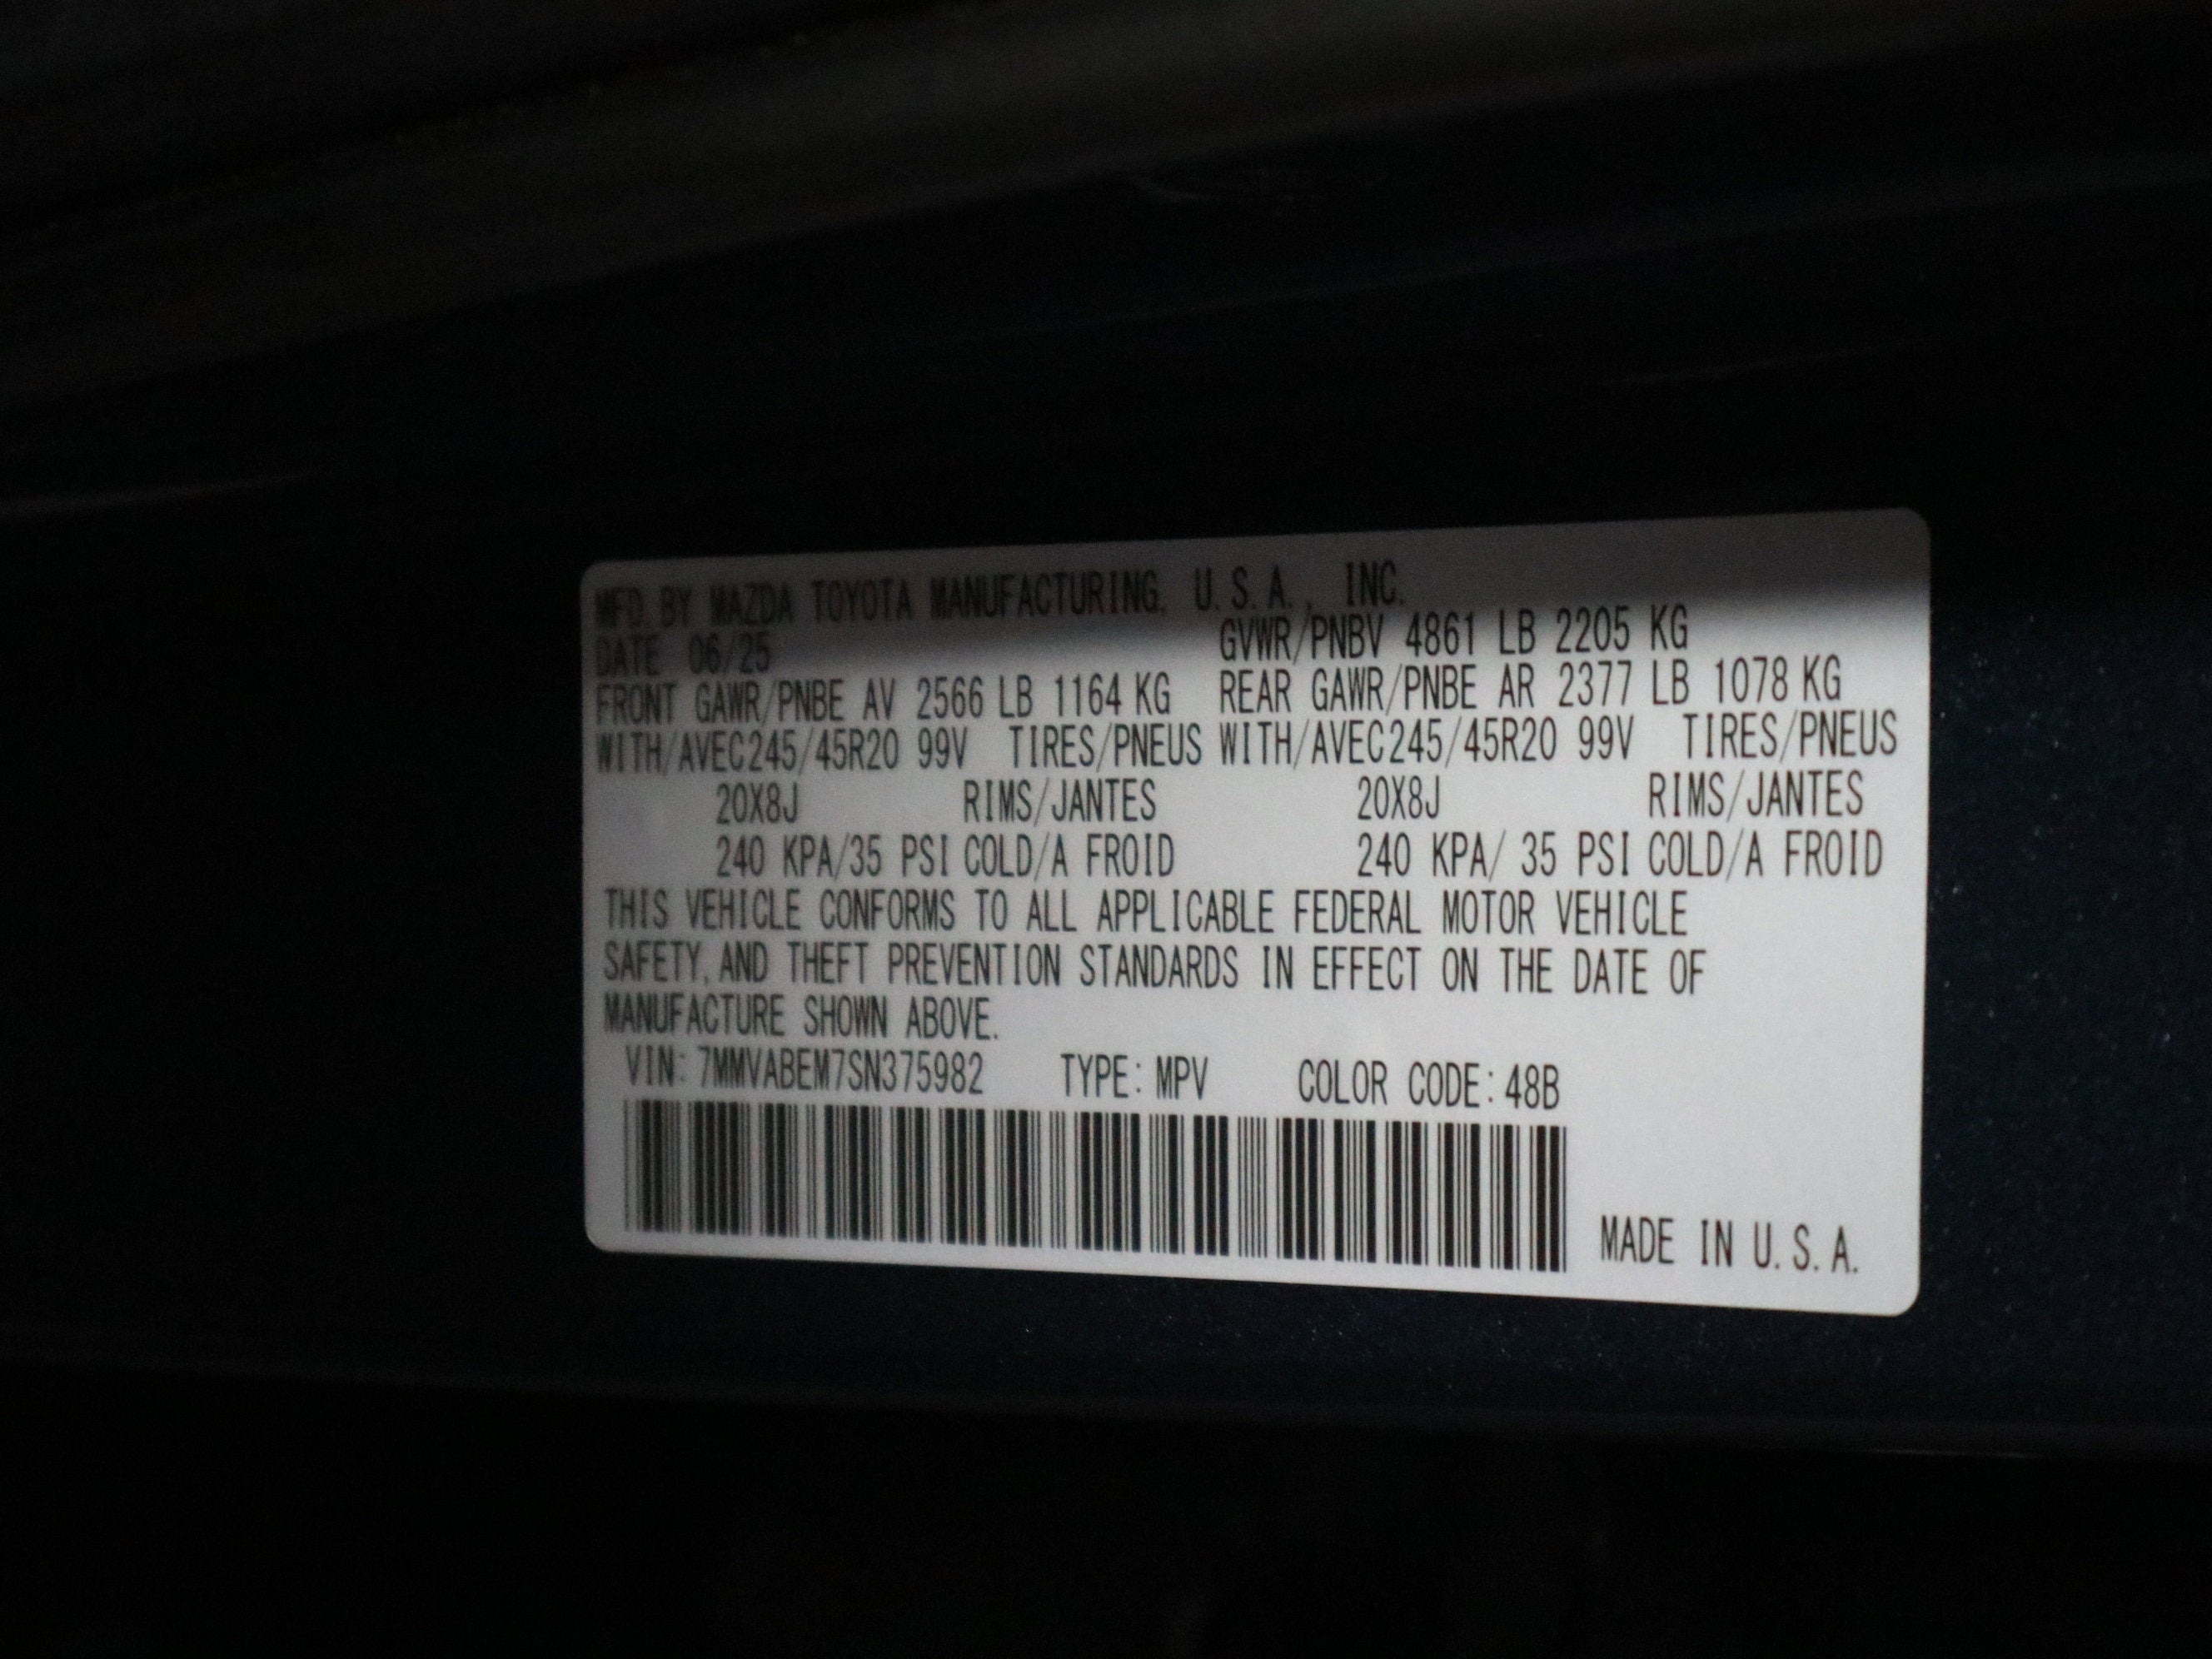 MFD. BY MAZDA TOYOTA MANUFACTURING, U.S.A., INC.
DATE 06/25 GVWR/PNBV 4861 LB 2205 KG
FRONT GAWR/PNBE AV 2566 LB 1164 KG REAR GAWR/PNBE AR 2377 LB 1078 KG
WITH/AVEC245/45R20 99V TIRES/PNEUS WITH/AVEC245/45R20 99V TIRES/PNEUS
20X8J RIMS/JANTES 20X8J RIMS/JANTES
240 KPA/35 PSI COLD/A FROID 240 KPA/ 35 PSI COLD/A FROID
THIS VEHICLE CONFORMS TO ALL APPLICABLE FEDERAL MOTOR VEHICLE
SAFETY, AND THEFT PREVENTION STANDARDS IN EFFECT ON THE DATE OF
MANUFACTURE SHOWN ABOVE.
VIN: 7MMVABEM7SN375982 TYPE: MPV COLOR CODE: 48B
MADE IN U.S.A.